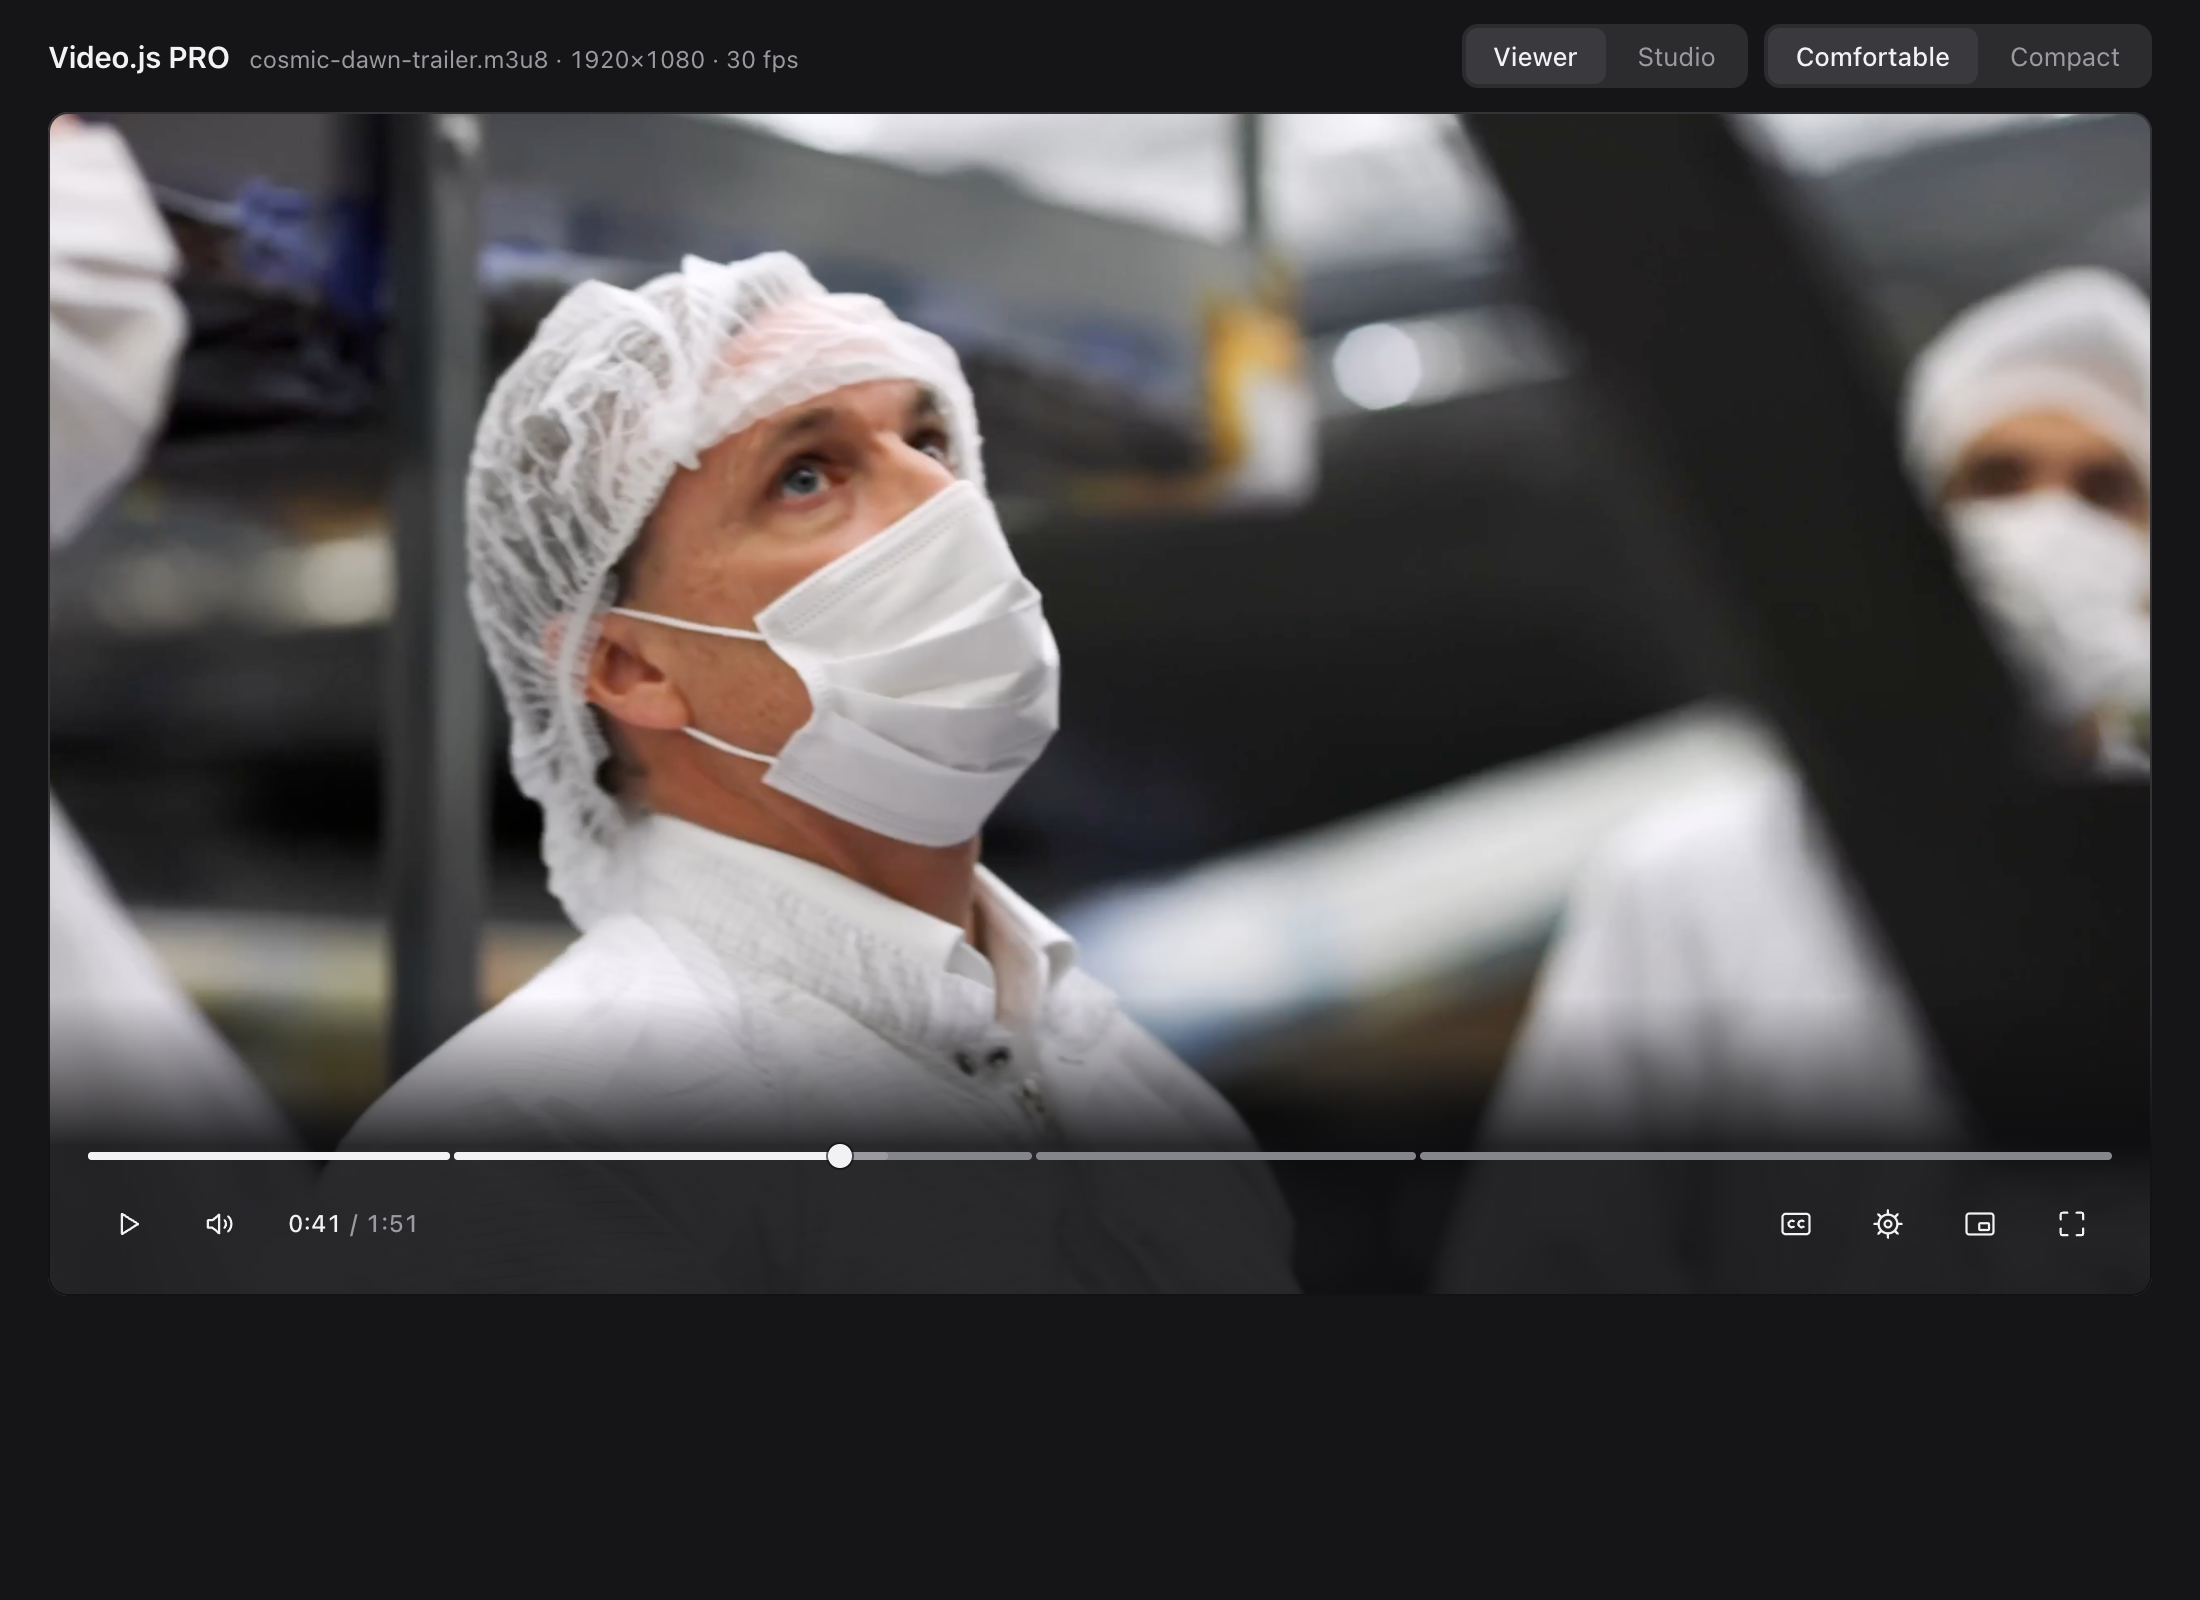 Video.js PRO cosmic-dawn-trailer.m3u8 · 1920×1080 · 30 fps
Viewer Studio Comfortable Compact
0:41 / 1:51
CC